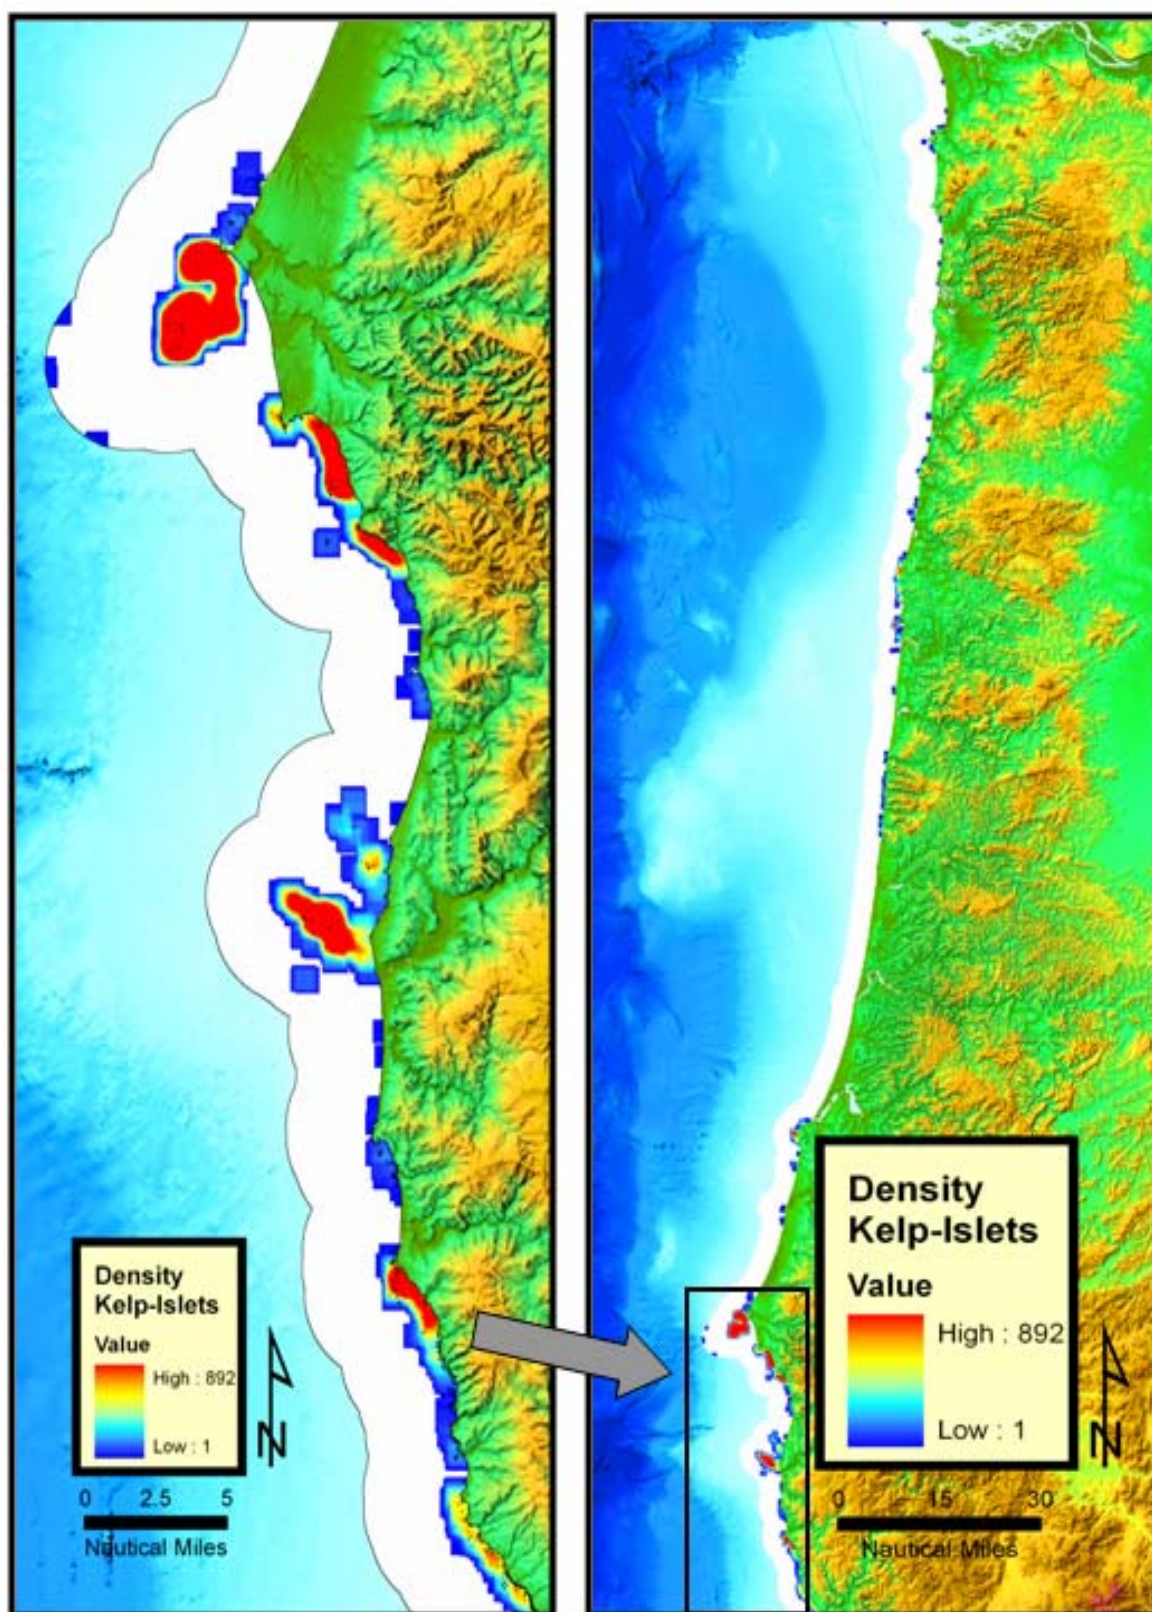 Density
Kelp-Islets
Value
High : 892
Low : 1
N
0 2.5 5
Nautical Miles
Density
Kelp-Islets
Value
High : 892
Low : 1
N
0 15 30
Nautical Miles